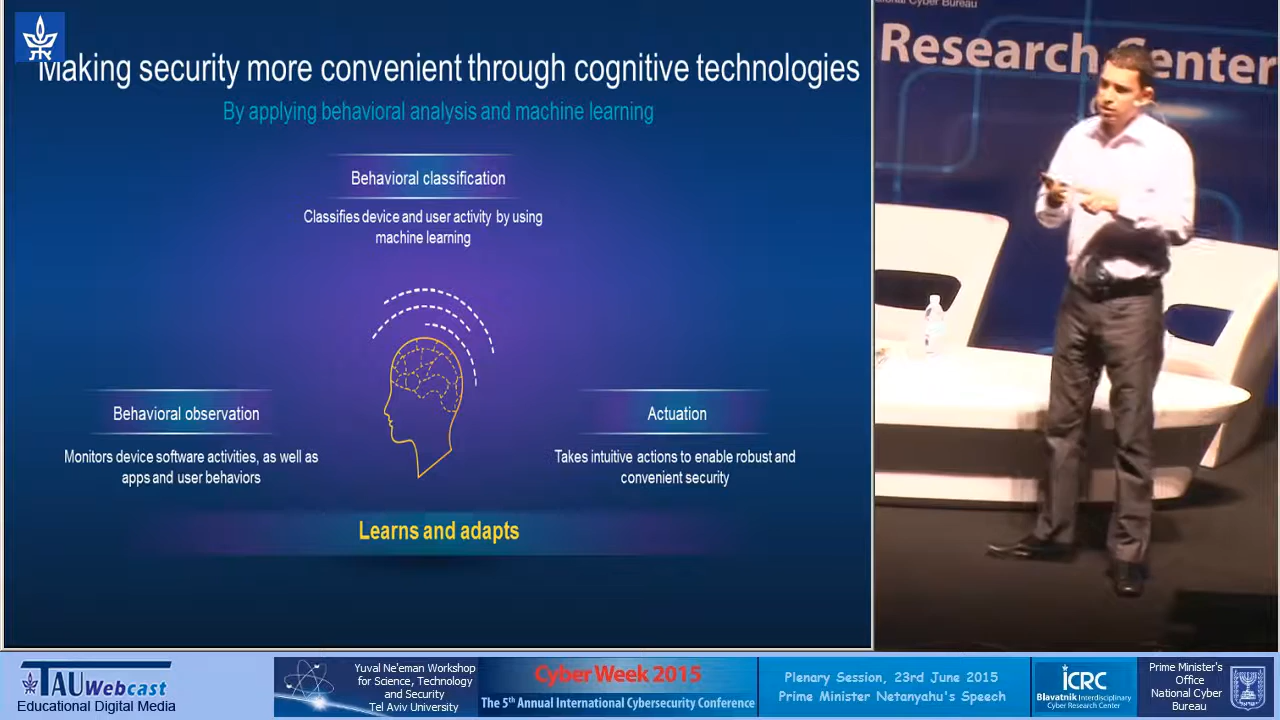 Making security more convenient through cognitive technologies
By applying behavioral analysis and machine learning
Behavioral classification
Classifies device and user activity by using
machine learning
Behavioral observation
Monitors device software activities, as well as
apps and user behaviors
Actuation
Takes intuitive actions to enable robust and
convenient security
Learns and adapts
Cyber Bureau
Research Center
TAU Webcast
Educational Digital Media
Yuval Ne'eman Workshop
for Science, Technology
and Security
Tel Aviv University
Cyber Week 2015
The 5th Annual International Cybersecurity Conference
Plenary Session, 23rd June 2015
Prime Minister Netanyahu's Speech
iCRC
Blavatnik Interdisciplinary
Cyber Research Center
Prime Minister's
Office
National Cyber
Bureau